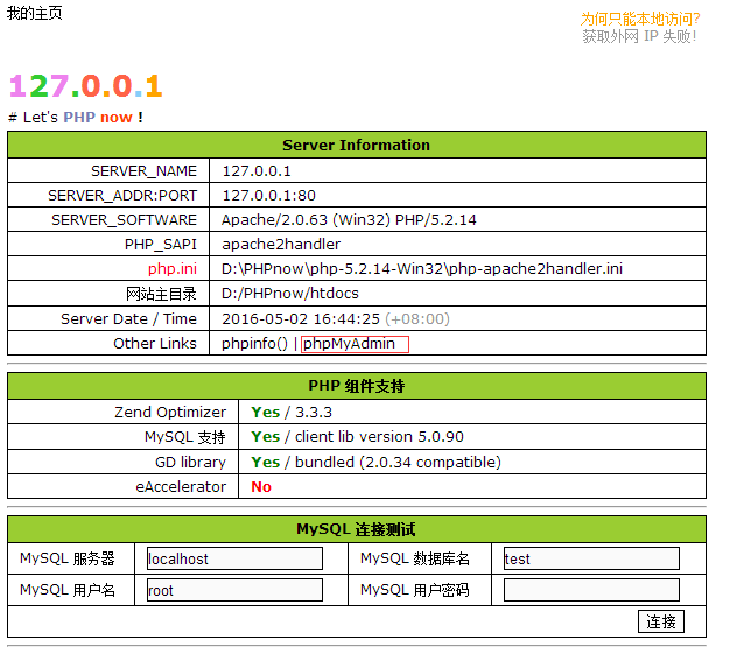 我的主页
为何只能本地访问?
获取外网 IP 失败!
127.0.0.1
# Let's PHP now !
Server Information
SERVER_NAME 127.0.0.1
SERVER_ADDR:PORT 127.0.0.1:80
SERVER_SOFTWARE Apache/2.0.63 (Win32) PHP/5.2.14
PHP_SAPI apache2handler
php.ini D:\PHPnow\php-5.2.14-Win32\php-apache2handler.ini
网站主目录 D:/PHPnow/htdocs
Server Date / Time 2016-05-02 16:44:25 (+08:00)
Other Links phpinfo() | phpMyAdmin
PHP 组件支持
Zend Optimizer Yes / 3.3.3
MySQL 支持 Yes / client lib version 5.0.90
GD library Yes / bundled (2.0.34 compatible)
eAccelerator No
MySQL 连接测试
MySQL 服务器 localhost MySQL 数据库名 test
MySQL 用户名 root MySQL 用户密码
连接